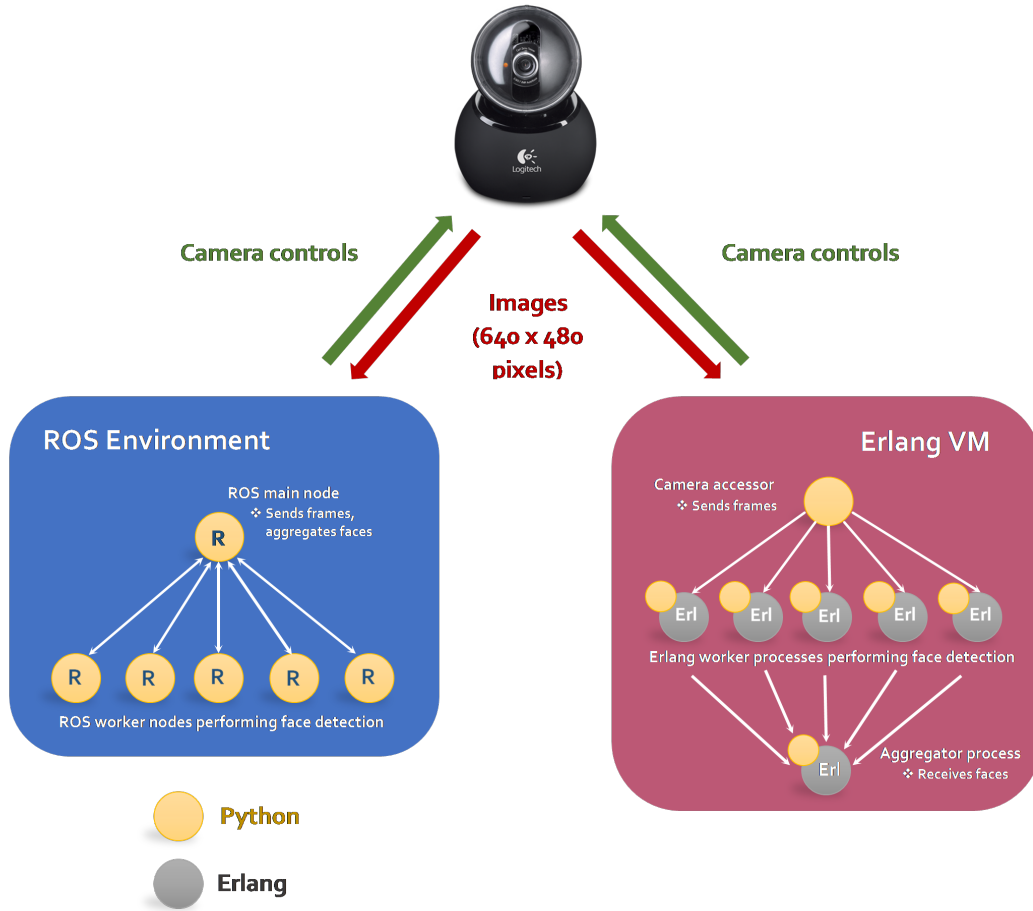 Logitech
Camera controls
Camera controls
Images
(640 x 480
pixels)
ROS Environment
ROS main node
❖ Sends frames,
aggregates faces
R
R
R
R
R
R
ROS worker nodes performing face detection
Erlang VM
Camera accessor
❖ Sends frames
Erl
Erl
Erl
Erl
Erl
Erlang worker processes performing face detection
Aggregator process
❖ Receives faces
Erl
Python
Erlang